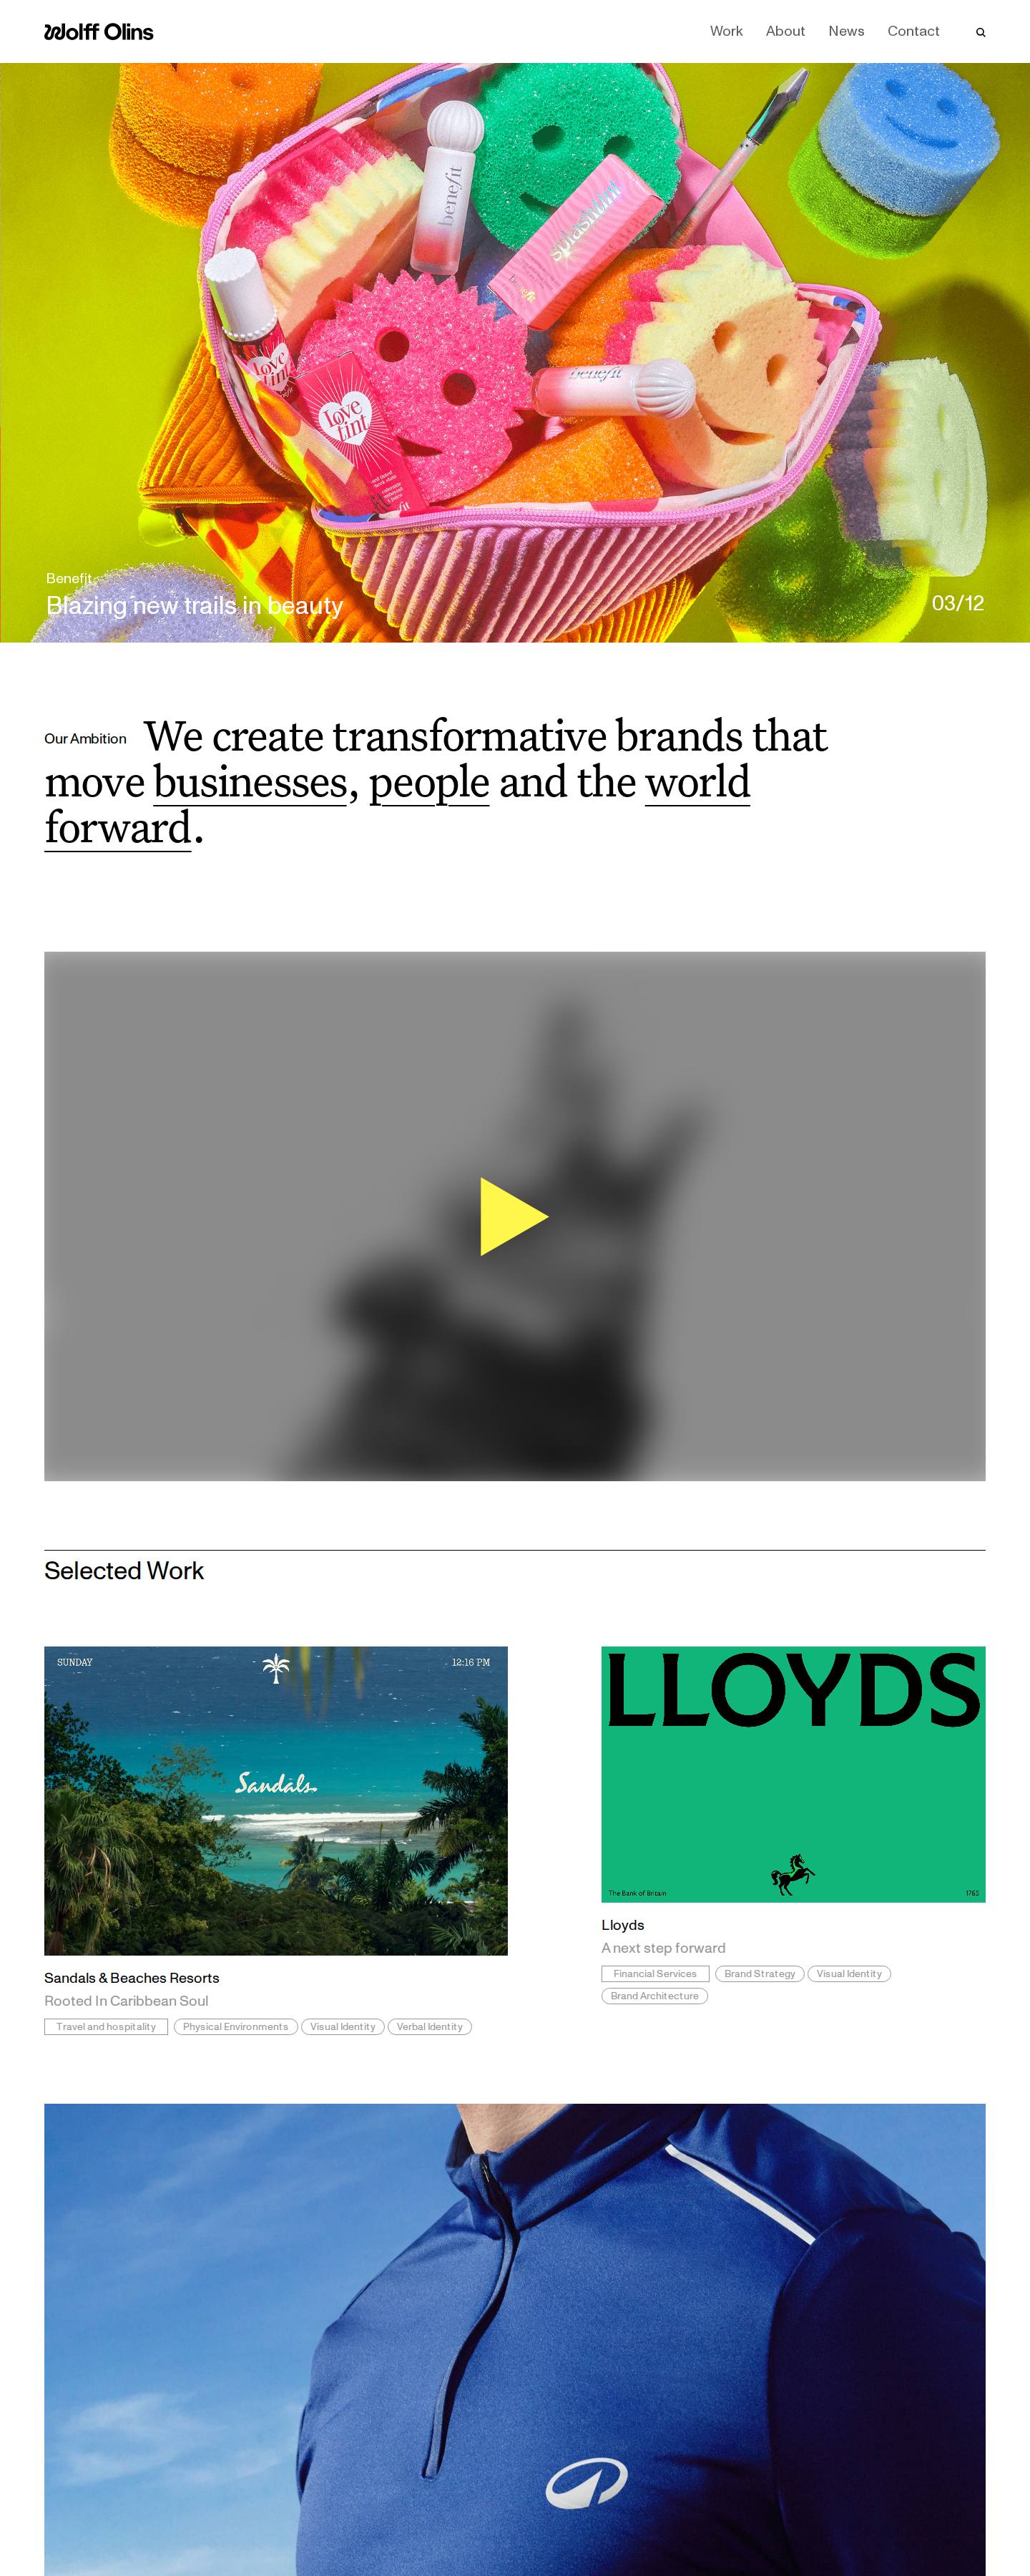 Wolff Olins
Work About News Contact
benefit
splashtint
benefit
love tint
love
tint
Benefit
Blazing new trails in beauty
03/12
Our Ambition We create transformative brands that
move businesses, people and the world
forward.
Selected Work
SUNDAY
12:16 PM
Sandals
LLOYDS
The Bank of Britain
1765
Sandals & Beaches Resorts
Rooted In Caribbean Soul
Travel and hospitality Physical Environments Visual Identity Verbal Identity
Lloyds
A next step forward
Financial Services Brand Strategy Visual Identity
Brand Architecture